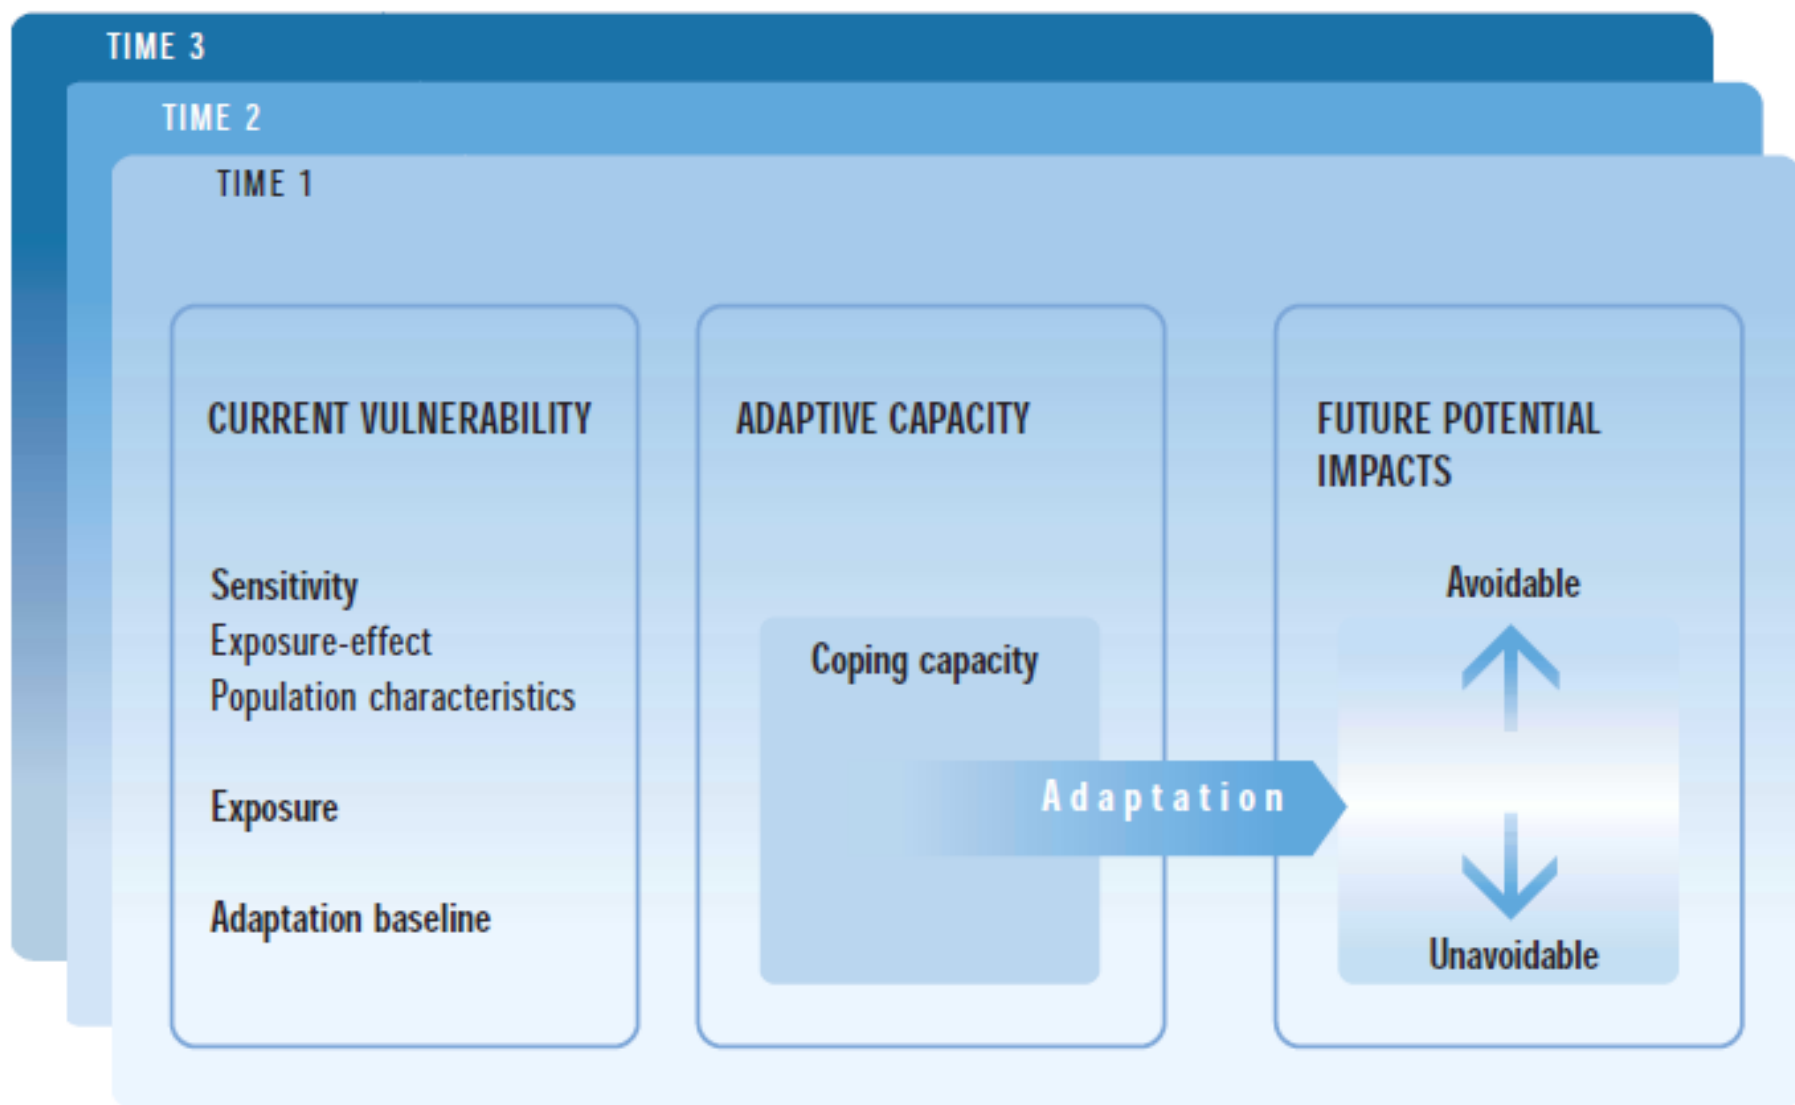 TIME 3
TIME 2
TIME 1
CURRENT VULNERABILITY
Sensitivity
Exposure-effect
Population characteristics
Exposure
Adaptation baseline
ADAPTIVE CAPACITY
Coping capacity
Adaptation
FUTURE POTENTIAL
IMPACTS
Avoidable
Unavoidable